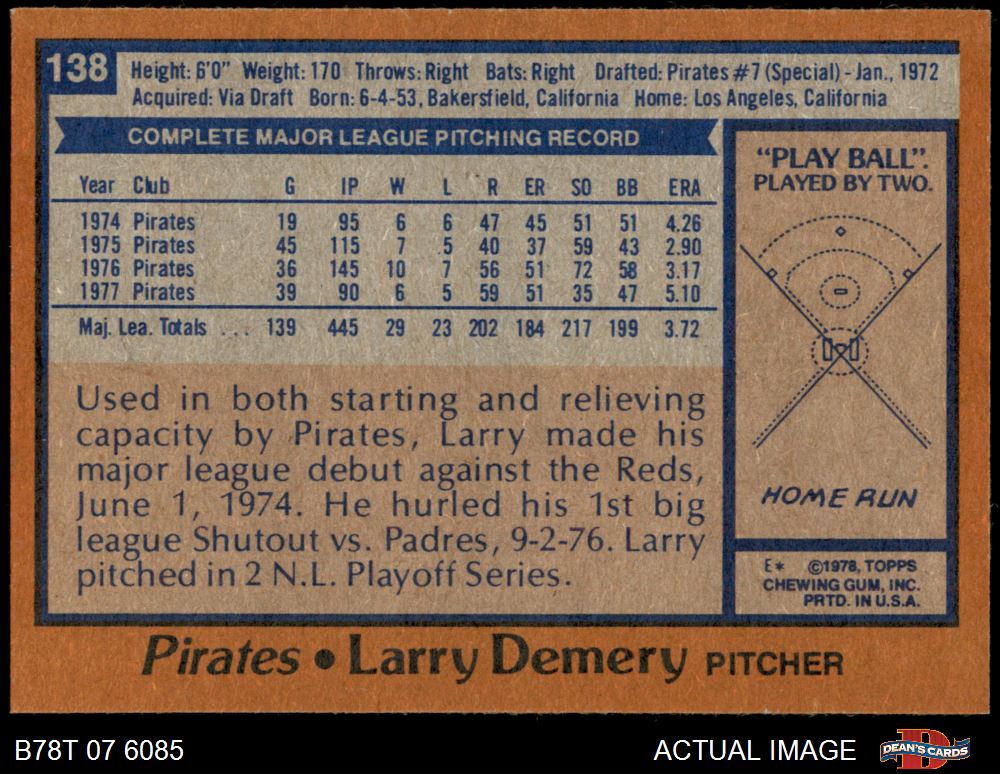 138
Height: 6'0" Weight: 170 Throws: Right Bats: Right Drafted: Pirates #7 (Special) - Jan., 1972
Acquired: Via Draft Born: 6-4-53, Bakersfield, California Home: Los Angeles, California
COMPLETE MAJOR LEAGUE PITCHING RECORD
Year Club G IP W L R ER SO BB ERA
1974 Pirates 19 95 6 6 47 45 51 51 4.26
1975 Pirates 45 115 7 5 40 37 59 43 2.90
1976 Pirates 36 145 10 7 56 51 72 58 3.17
1977 Pirates 39 90 6 5 59 51 35 47 5.10
Maj. Lea. Totals ... 139 445 29 23 202 184 217 199 3.72
Used in both starting and relieving
capacity by Pirates, Larry made his
major league debut against the Reds,
June 1, 1974. He hurled his 1st big
league Shutout vs. Padres, 9-2-76. Larry
pitched in 2 N.L. Playoff Series.
"PLAY BALL".
PLAYED BY TWO.
HOME RUN
E* ©1978, TOPPS
CHEWING GUM, INC.
PRTD. IN U.S.A.
Pirates • Larry Demery PITCHER
B78T 07 6085 ACTUAL IMAGE DEAN'S CARDS